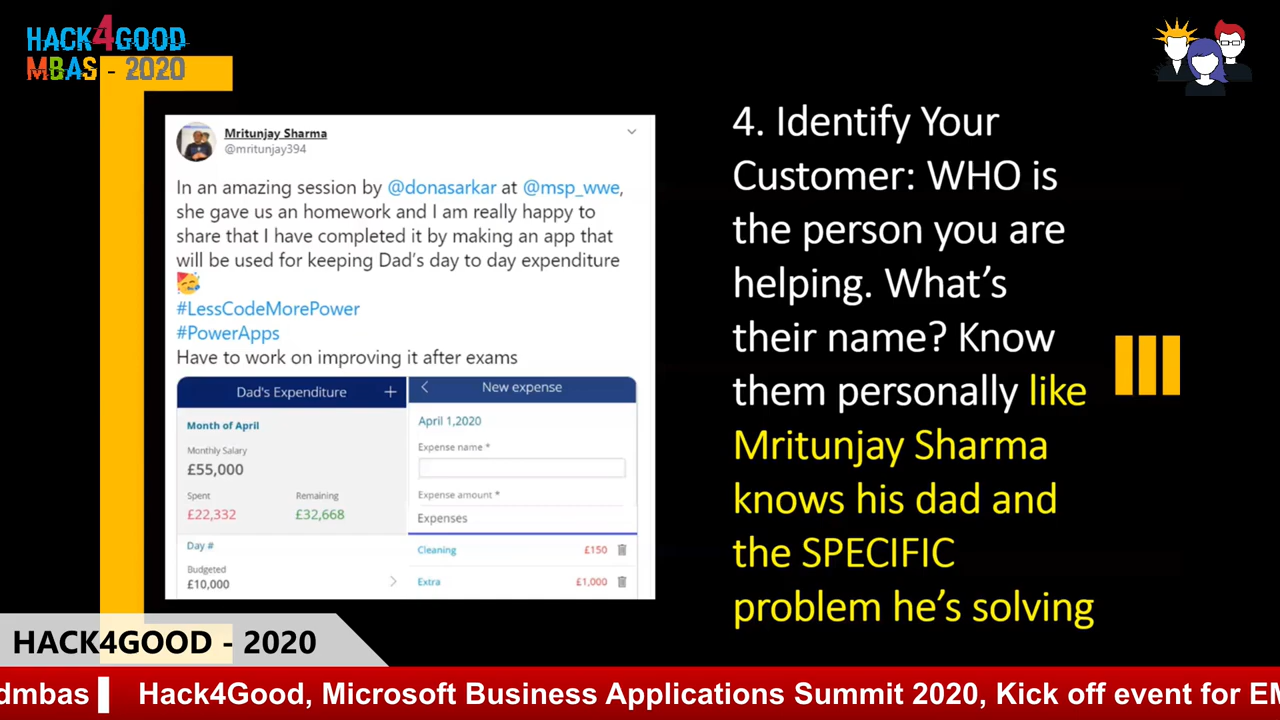 HACK4GOOD
MBAS - 2020
Mritunjay Sharma
@mritunjay394
In an amazing session by @donasarkar at @msp_wwe,
she gave us an homework and I am really happy to
share that I have completed it by making an app that
will be used for keeping Dad's day to day expenditure
#LessCodeMorePower
#PowerApps
Have to work on improving it after exams
Dad's Expenditure +
Month of April
Monthly Salary
£55,000
Spent Remaining
£22,332 £32,668
Day #
Budgeted
£10,000
New expense
April 1,2020
Expense name *
Expense amount *
Expenses
Cleaning £150
Extra £1,000
4. Identify Your
Customer: WHO is
the person you are
helping. What's
their name? Know
them personally like
Mritunjay Sharma
knows his dad and
the SPECIFIC
problem he's solving
HACK4GOOD - 2020
dmbas Hack4Good, Microsoft Business Applications Summit 2020, Kick off event for EM